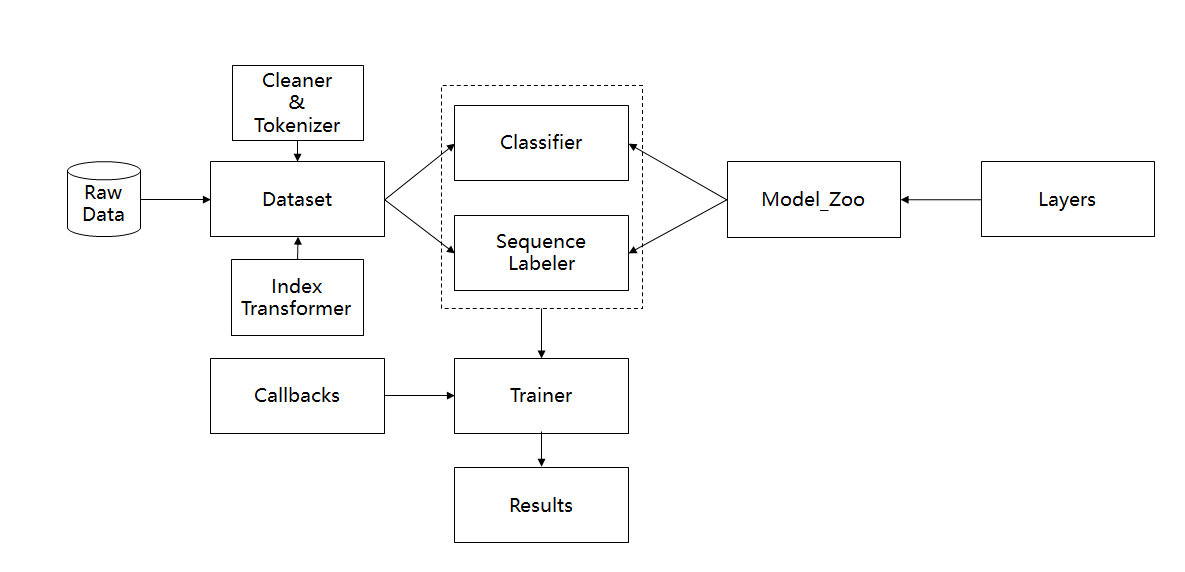 Cleaner
&
Tokenizer
Raw
Data
Dataset
Index
Transformer
Classifier
Sequence
Labeler
Model_Zoo
Layers
Callbacks
Trainer
Results